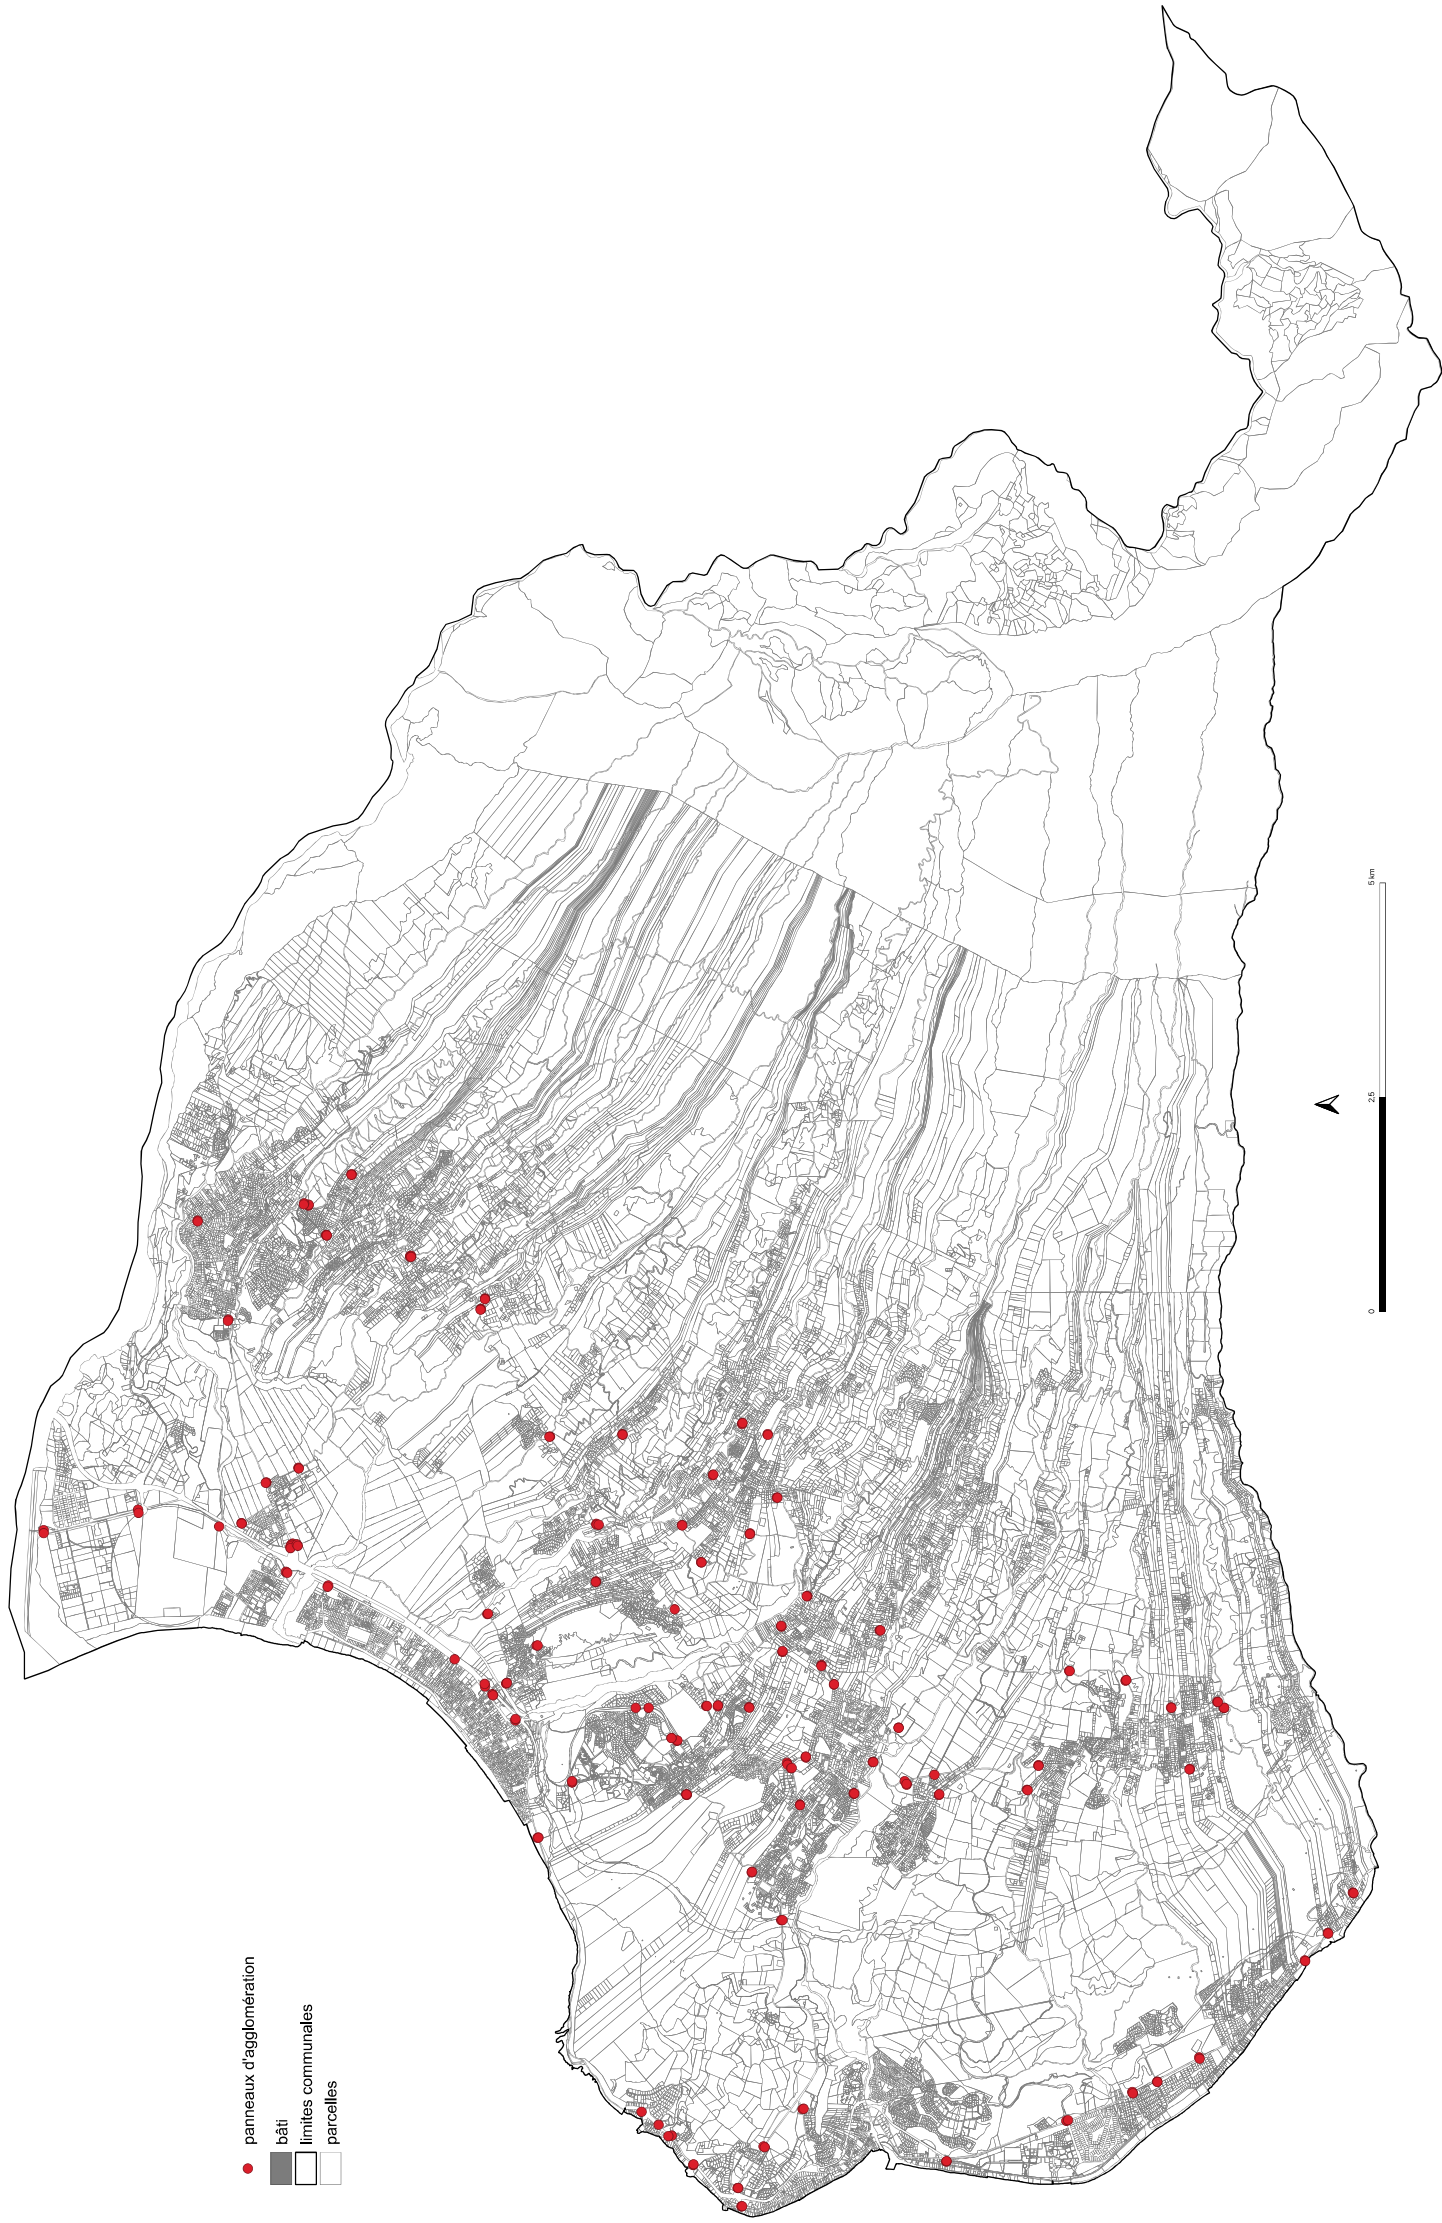 panneaux d'agglomération
bâti
limites communales
parcelles
0 2.5 5 km